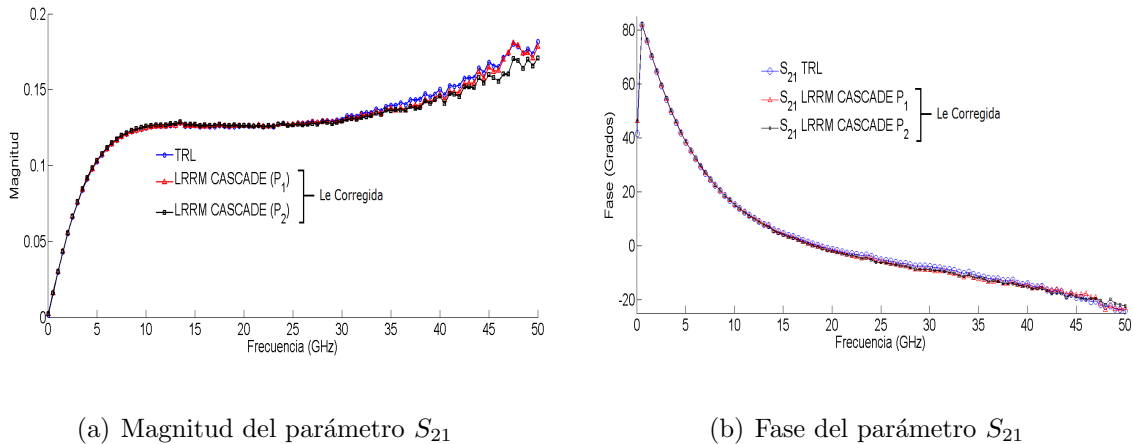 0.2
0.15
0.1
0.05
0
Magnitud
TRL
LRRM CASCADE (P1)
LRRM CASCADE (P2)
Le Corregida
0 5 10 15 20 25 30 35 40 45 50
Frecuencia (GHz)
80
60
40
20
0
-20
Fase (Grados)
S21 TRL
S21 LRRM CASCADE P1
S21 LRRM CASCADE P2
Le Corregida
0 5 10 15 20 25 30 35 40 45 50
Frecuencia (GHz)
(a) Magnitud del parámetro S21
(b) Fase del parámetro S21